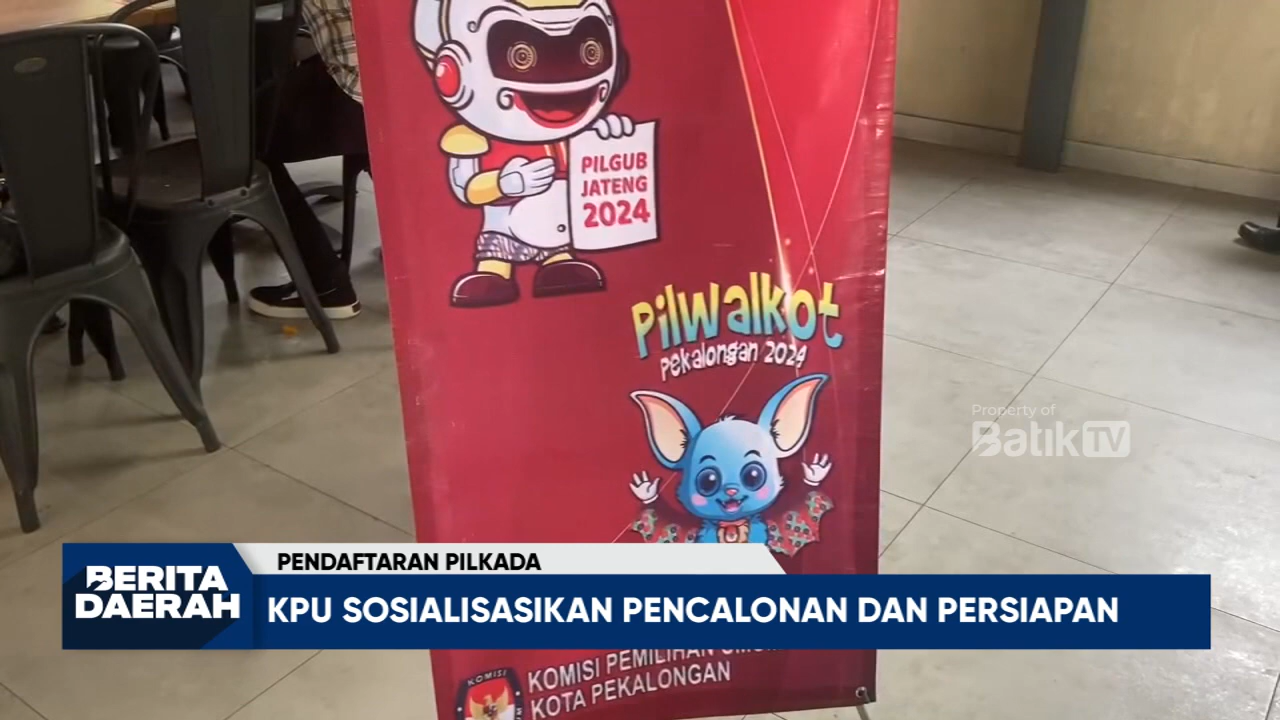 PILGUB
JATENG
2024
Pilwalkot
Pekalongan 2024
Property of
BatikTV
PENDAFTARAN PILKADA
BERITA
DAERAH
KPU SOSIALISASIKAN PENCALONAN DAN PERSIAPAN
KOMISI PEMILIHAN
KOTA PEKALONGAN
KOMISI